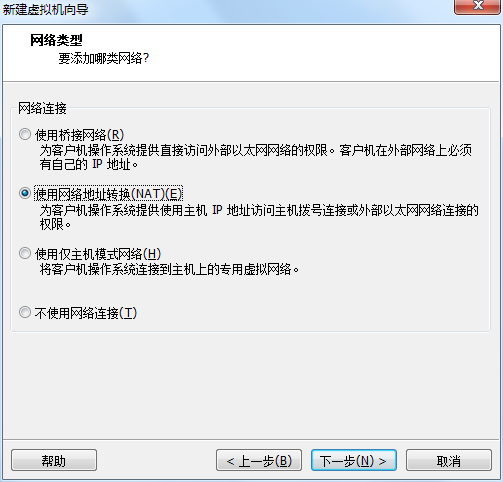 新建虚拟机向导
网络类型
要添加哪类网络?
网络连接
使用桥接网络(R)
为客户机操作系统提供直接访问外部以太网网络的权限。客户机在外部网络上必须
有自己的 IP 地址。
使用网络地址转换(NAT)(E)
为客户机操作系统提供使用主机 IP 地址访问主机拨号连接或外部以太网网络连接的
权限。
使用仅主机模式网络(H)
将客户机操作系统连接到主机上的专用虚拟网络。
不使用网络连接(T)
帮助
< 上一步(B)
下一步(N) >
取消